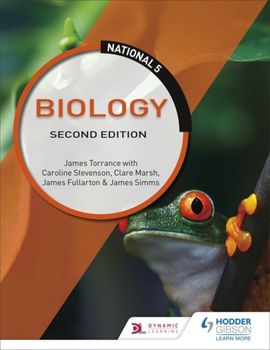 NATIONAL 5
BIOLOGY
SECOND EDITION
James Torrance with
Caroline Stevenson, Clare Marsh,
James Fullarton & James Simms
DYNAMIC
LEARNING
HODDER
GIBSON
LEARN MORE